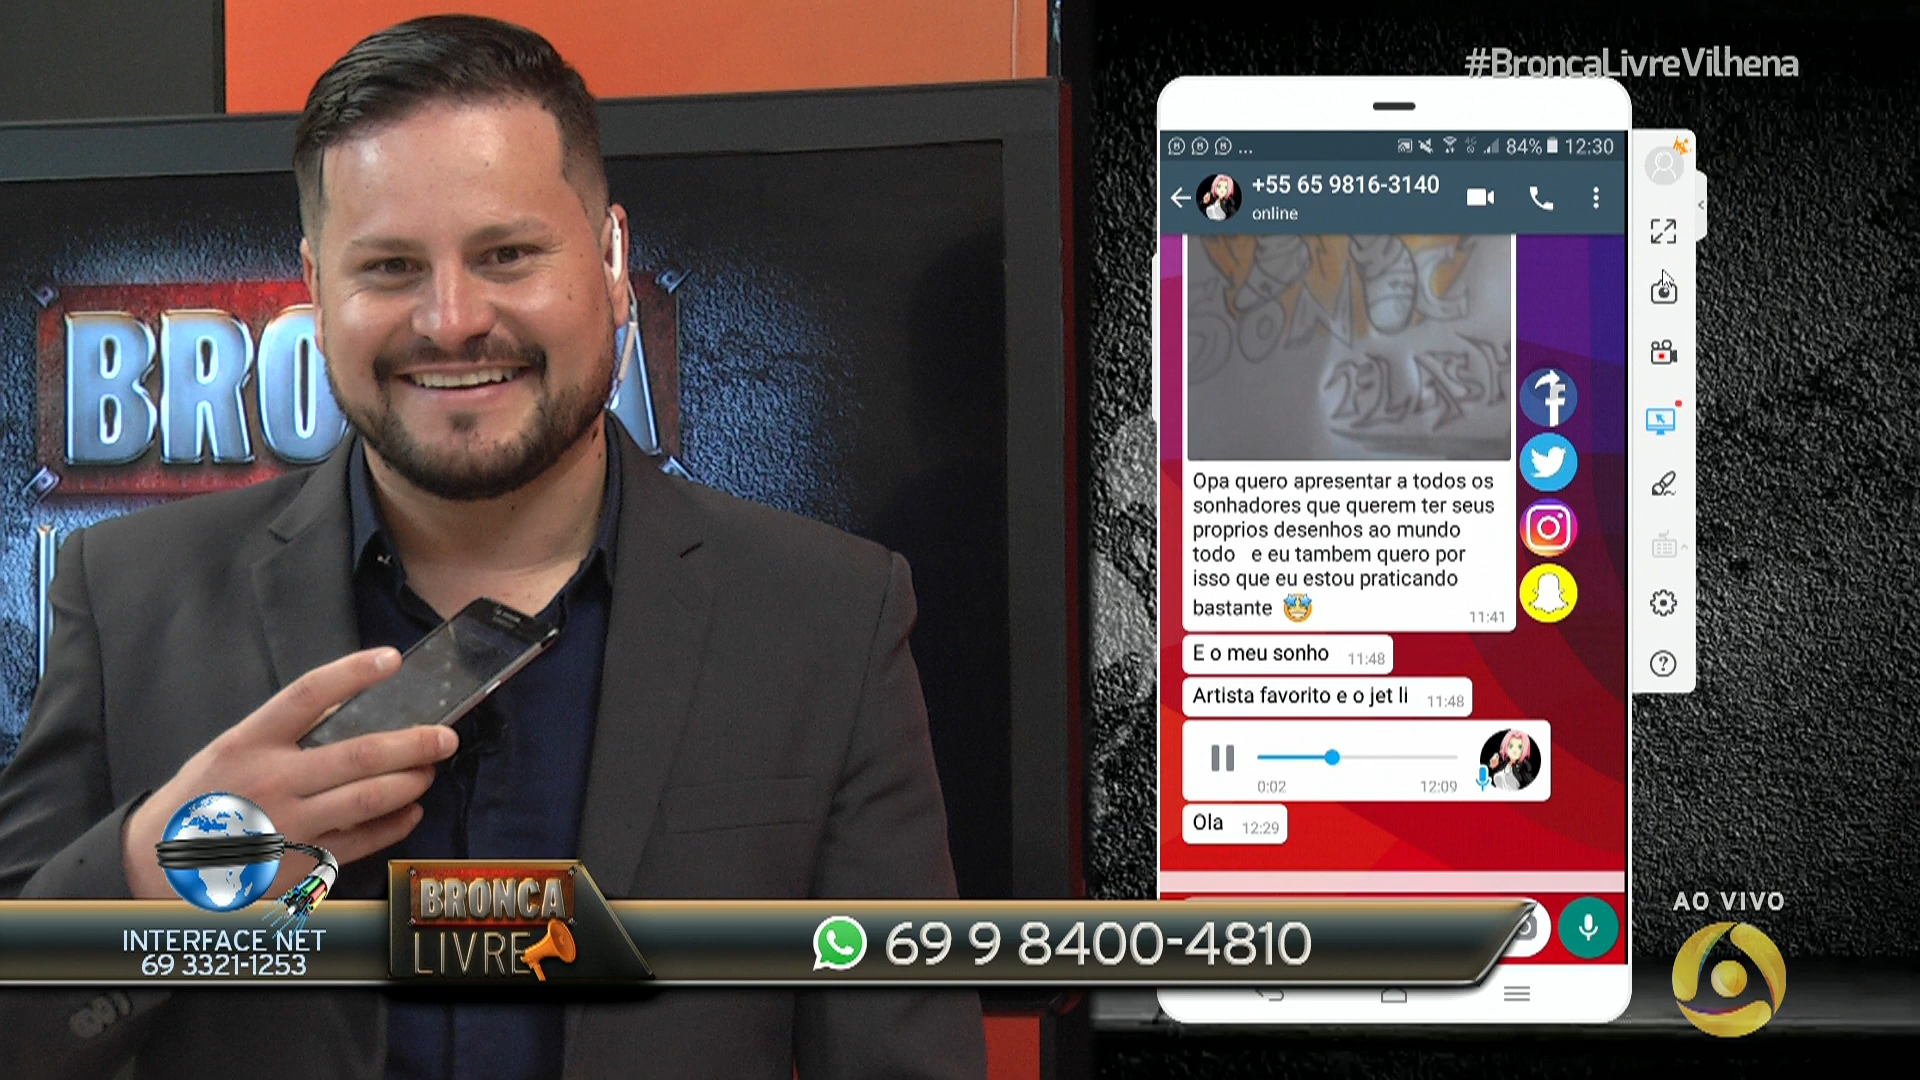 #BroncaLivreVilhena
84% 12:30
+55 65 9816-3140
online
SONIC
FLASH
Opa quero apresentar a todos os
sonhadores que querem ter seus
proprios desenhos ao mundo
todo e eu tambem quero por
isso que eu estou praticando
bastante 🤩
11:41
E o meu sonho 11:48
Artista favorito e o jet li 11:48
0:02 12:09
Ola 12:29
BRO
BRONCA
LIVRE
INTERFACE NET
69 3321-1253
69 9 8400-4810
AO VIVO